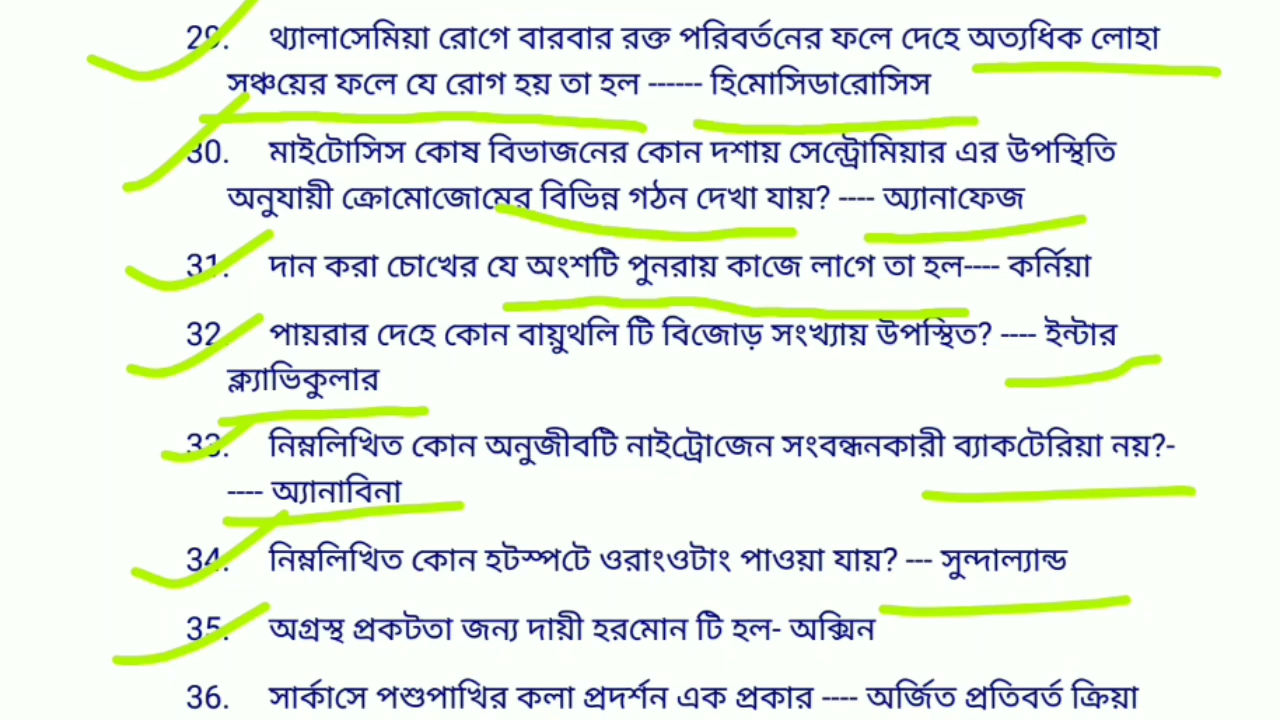 29. থ্যালাসেমিয়া রোগে বারবার রক্ত পরিবর্তনের ফলে দেহে অত্যধিক লোহা
সঞ্চয়ের ফলে যে রোগ হয় তা হল ------ হিমোসিডারোসিস
30. মাইটোসিস কোষ বিভাজনের কোন দশায় সেন্ট্রোমিয়ার এর উপস্থিতি
অনুযায়ী ক্রোমোজোমের বিভিন্ন গঠন দেখা যায়? ---- অ্যানাফেজ
31. দান করা চোখের যে অংশটি পুনরায় কাজে লাগে তা হল---- কর্নিয়া
32. পায়রার দেহে কোন বায়ুথলি টি বিজোড় সংখ্যায় উপস্থিত? ---- ইন্টার
ক্ল্যাভিকুলার
33. নিম্নলিখিত কোন অনুজীবটি নাইট্রোজেন সংবন্ধনকারী ব্যাকটেরিয়া নয়?-
---- অ্যানাবিনা
34. নিম্নলিখিত কোন হটস্পটে ওরাংওটাং পাওয়া যায়? --- সুন্দাল্যান্ড
35. অগ্রস্থ প্রকটতা জন্য দায়ী হরমোন টি হল- অক্সিন
36. সার্কাসে পশুপাখির কলা প্রদর্শন এক প্রকার ---- অর্জিত প্রতিবর্ত ক্রিয়া